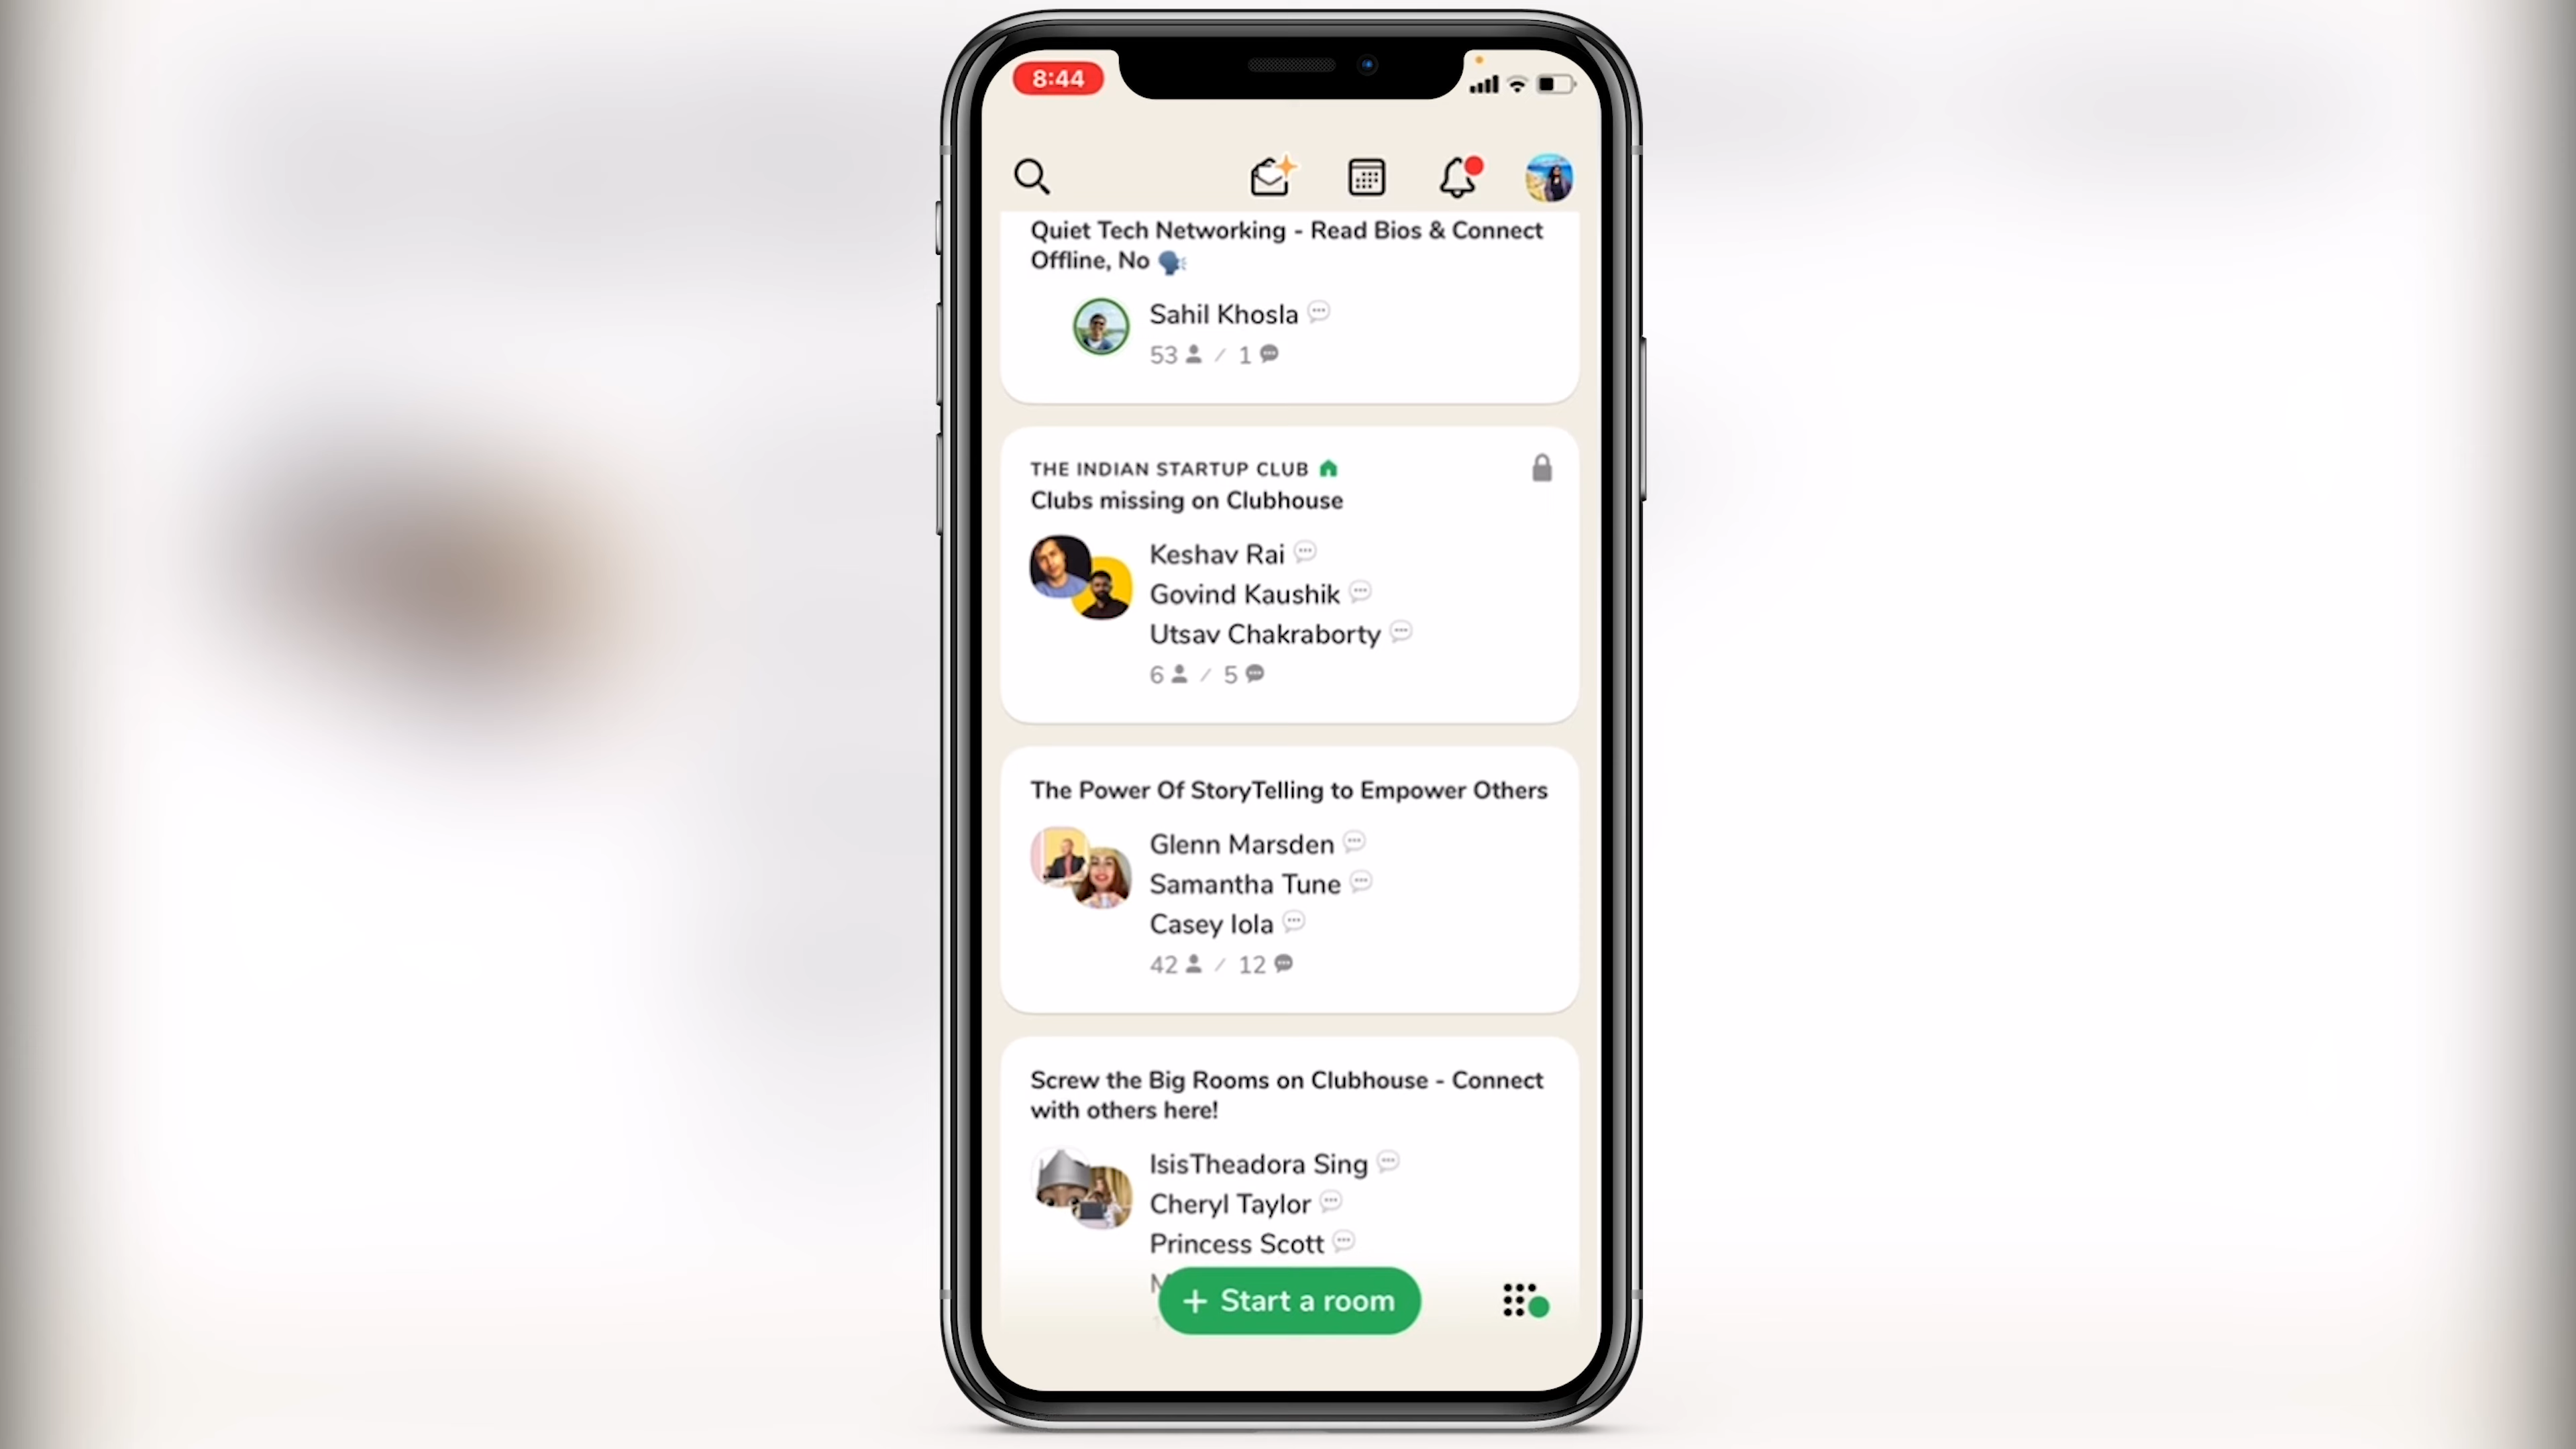 8:44
Quiet Tech Networking - Read Bios & Connect
Offline, No 🗣
Sahil Khosla
53 / 1
THE INDIAN STARTUP CLUB
Clubs missing on Clubhouse
Keshav Rai
Govind Kaushik
Utsav Chakraborty
6 / 5
The Power Of StoryTelling to Empower Others
Glenn Marsden
Samantha Tune
Casey Iola
42 / 12
Screw the Big Rooms on Clubhouse - Connect
with others here!
IsisTheadora Sing
Cheryl Taylor
Princess Scott
+ Start a room